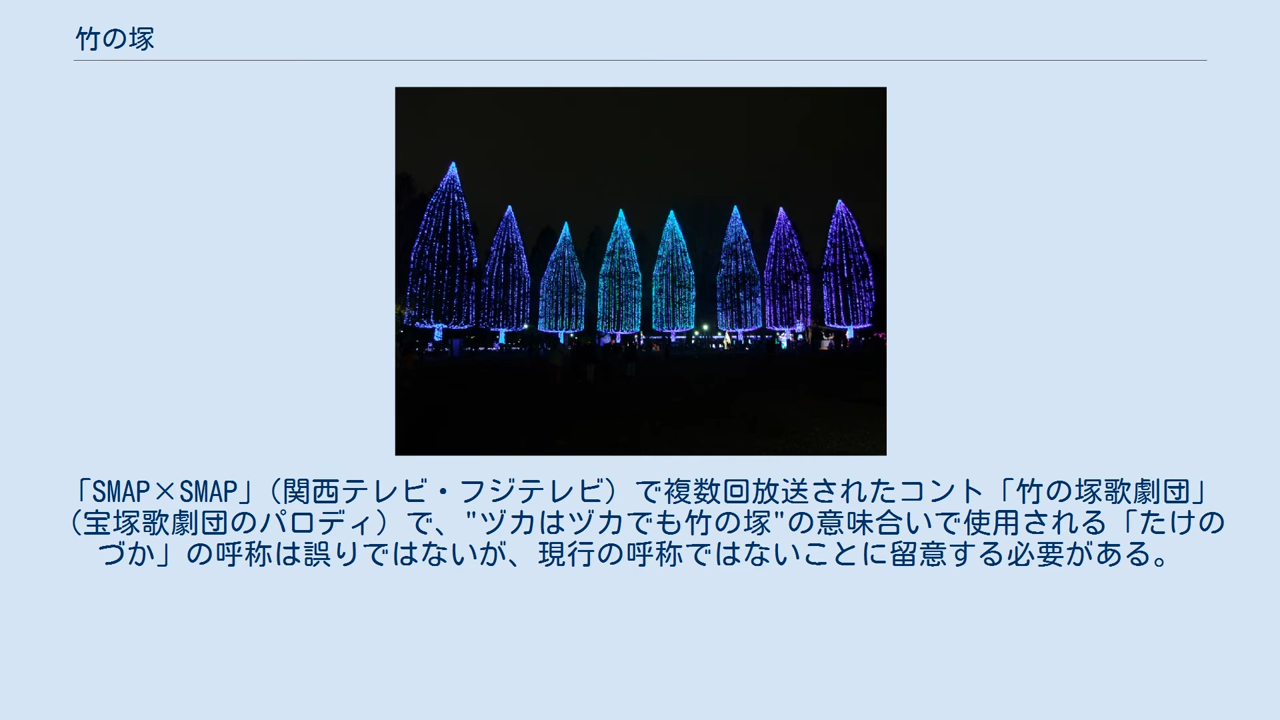 竹の塚
「SMAP×SMAP」（関西テレビ・フジテレビ）で複数回放送されたコント「竹の塚歌劇団」
（宝塚歌劇団のパロディ）で、"ヅカはヅカでも竹の塚"の意味合いで使用される「たけの
づか」の呼称は誤りではないが、現行の呼称ではないことに留意する必要がある。